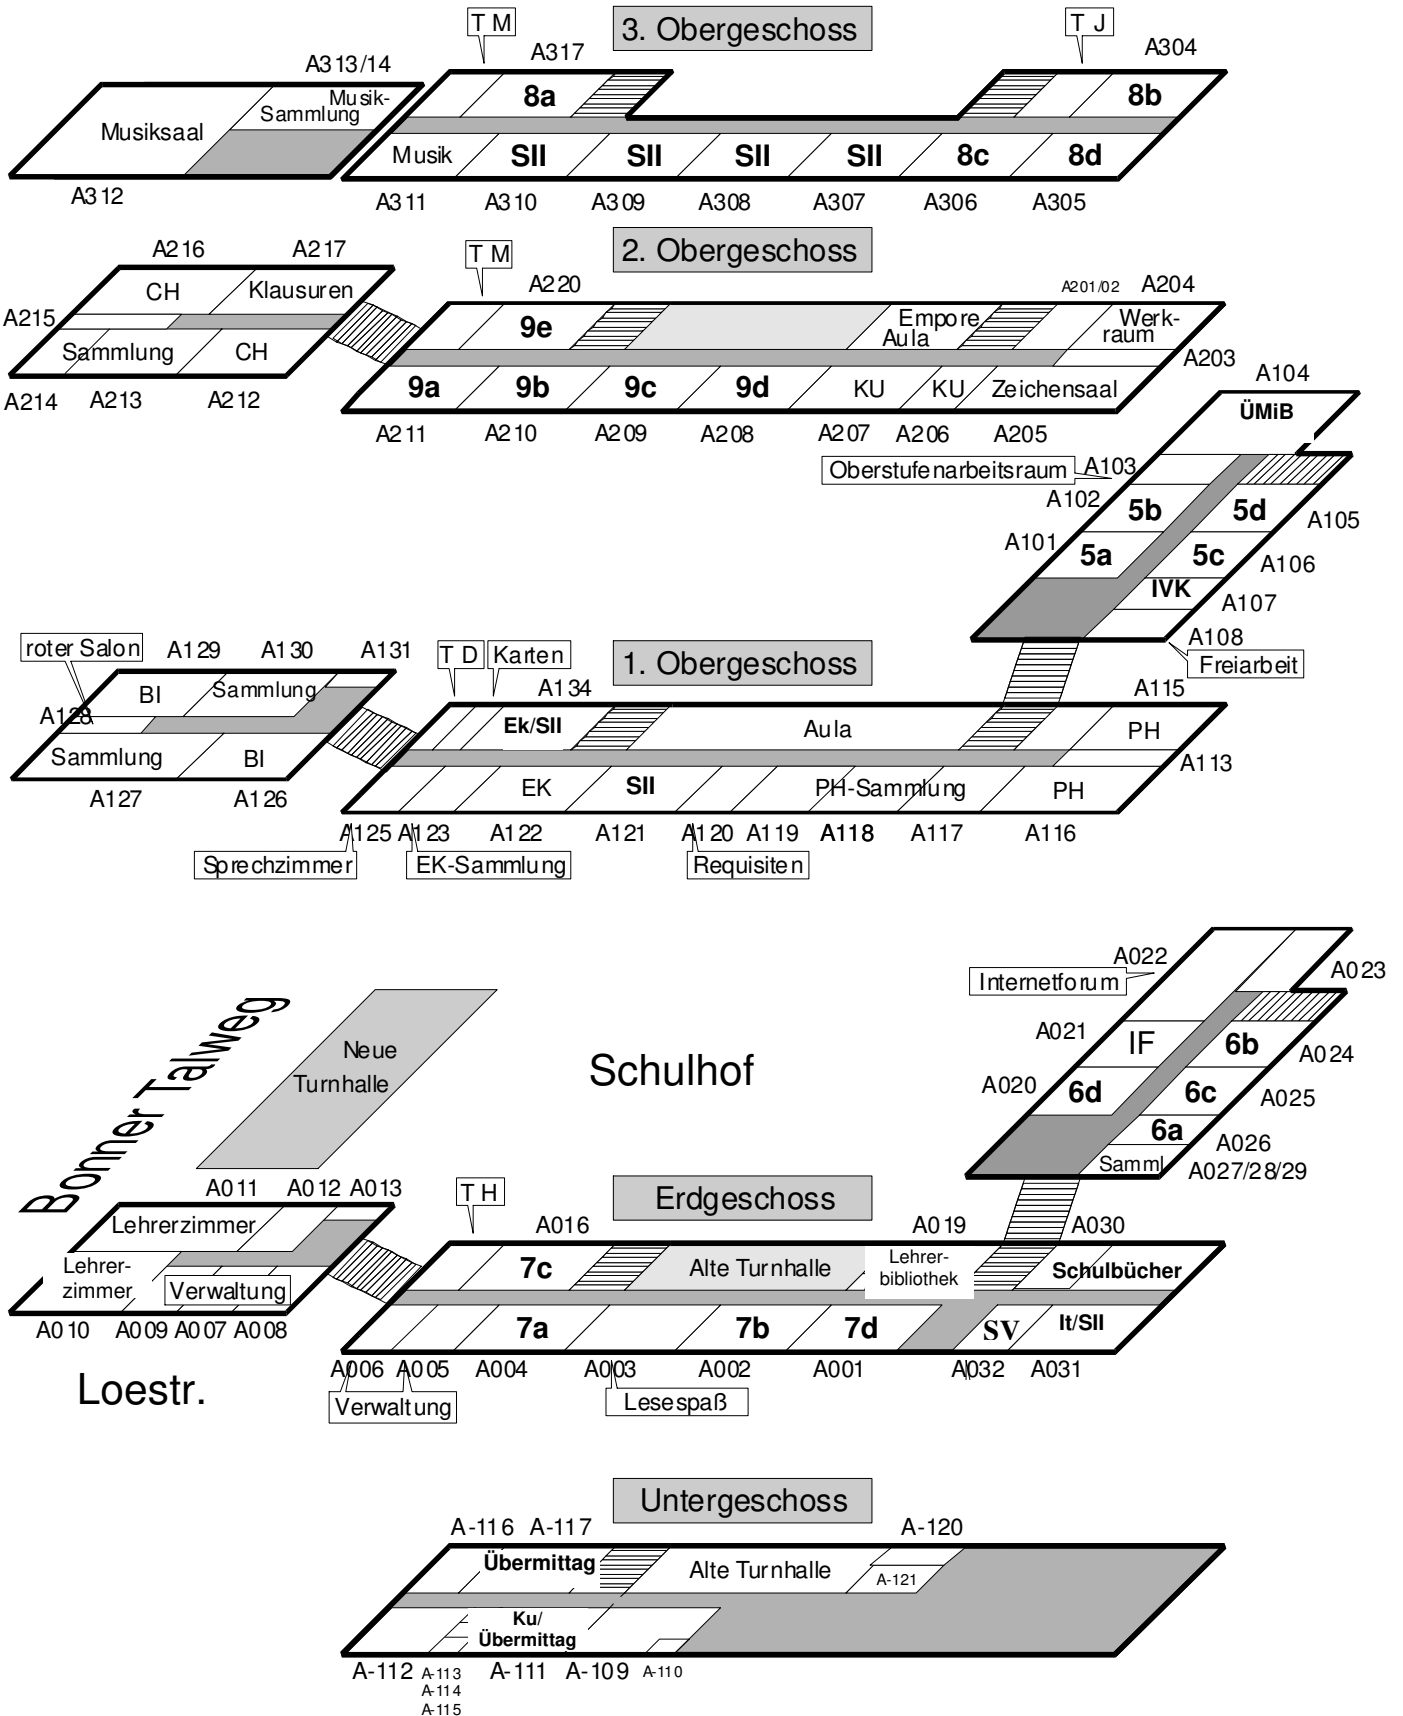 T M
3. Obergeschoss
T J
A317
A304
A313/14
Musik-
Sammlung
8a
8b
Musiksaal
Musik
SII
SII
SII
SII
8c
8d
A312
A311
A310
A309
A308
A307
A306
A305
2. Obergeschoss
T M
A216
A217
A220
A201/02
A204
CH
Klausuren
9e
Empore
Aula
Werk-
raum
A215
Sammlung
CH
A203
9a
9b
9c
9d
KU
KU
Zeichensaal
A214
A213
A212
A211
A210
A209
A208
A207
A206
A205
A104
ÜMiB
Oberstufenarbeitsraum
A103
A102
5b
5d
A105
A101
5a
5c
A106
IVK
A107
A108
Freiarbeit
roter Salon
A129
A130
A131
T D
Karten
1. Obergeschoss
A134
A115
BI
Sammlung
Ek/SII
Aula
PH
A128
Sammlung
BI
A113
EK
SII
PH-Sammlung
PH
A127
A126
A125
A123
A122
A121
A120
A119
A118
A117
A116
Sprechzimmer
EK-Sammlung
Requisiten
A022
A023
Internetforum
Bonner Talweg
Neue
Turnhalle
Schulhof
A021
IF
6b
A024
A020
6d
6c
A025
6a
A026
Samml
A027/28/29
A011
A012
A013
T H
Erdgeschoss
A016
A019
A030
Lehrerzimmer
Lehrer-
zimmer
Verwaltung
7c
Alte Turnhalle
Lehrer-
bibliothek
Schulbücher
7a
7b
7d
SV
It/SII
A010
A009
A007
A008
A006
A005
A004
A003
A002
A001
A032
A031
Loestr.
Verwaltung
Lesespaß
Untergeschoss
A-116
A-117
A-120
Übermittag
Alte Turnhalle
A-121
Ku/
Übermittag
A-112
A-113
A-114
A-115
A-111
A-109
A-110